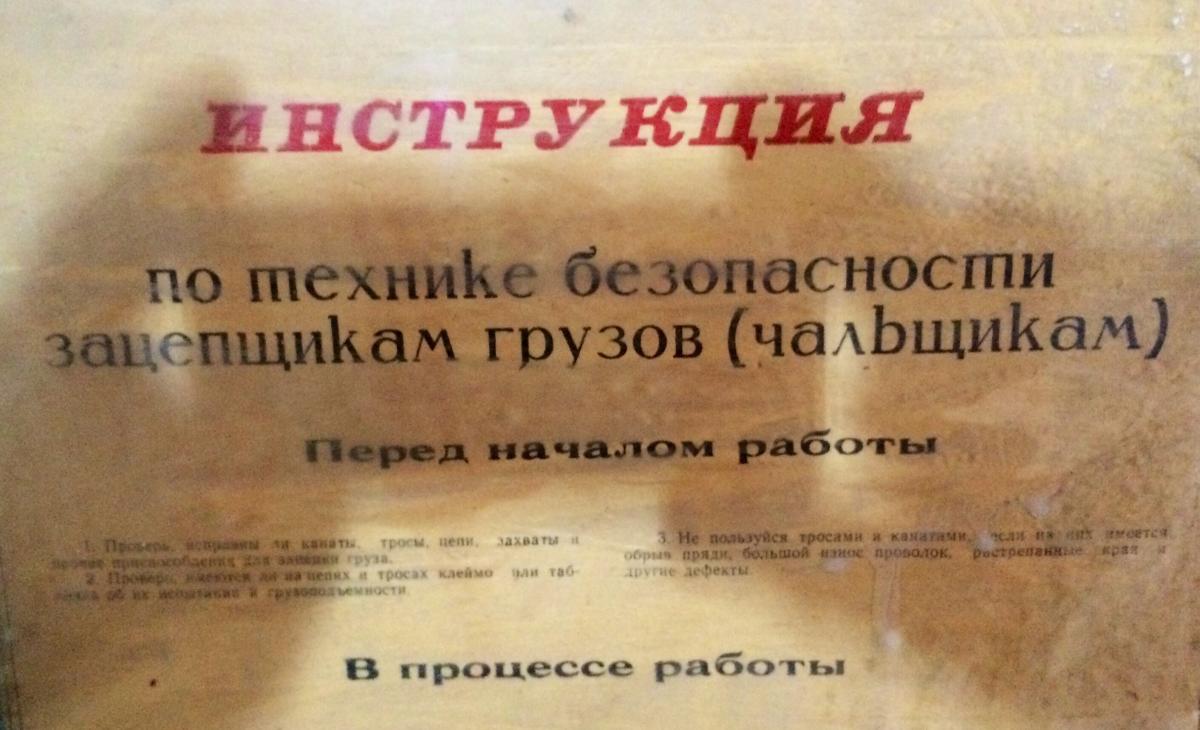 ИНСТРУКЦИЯ
по технике безопасности
зацепщикам грузов (чальщикам)
Перед началом работы
1. Проверь, исправны ли канаты, тросы, цепи, захваты и
прочие приспособления для зацепки груза.
2. Проверь, имеются ли на цепях и тросах клеймо или таб-
личка об их испытании и грузоподъемности.
3. Не пользуйся тросами и канатами, если на них имеется
обрыв пряди, большой износ проволок, растрепанные края и
другие дефекты.
В процессе работы